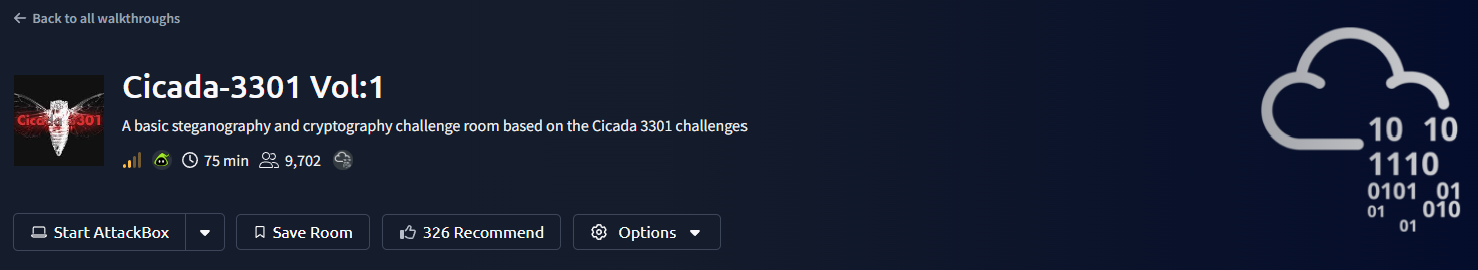 Back to all walkthroughs
Cicada-3301 Vol:1
Cicada 3301
A basic steganography and cryptography challenge room based on the Cicada 3301 challenges
75 min 9,702
Start AttackBox Save Room 326 Recommend Options
10 10
1110
0101 01
01 010
01